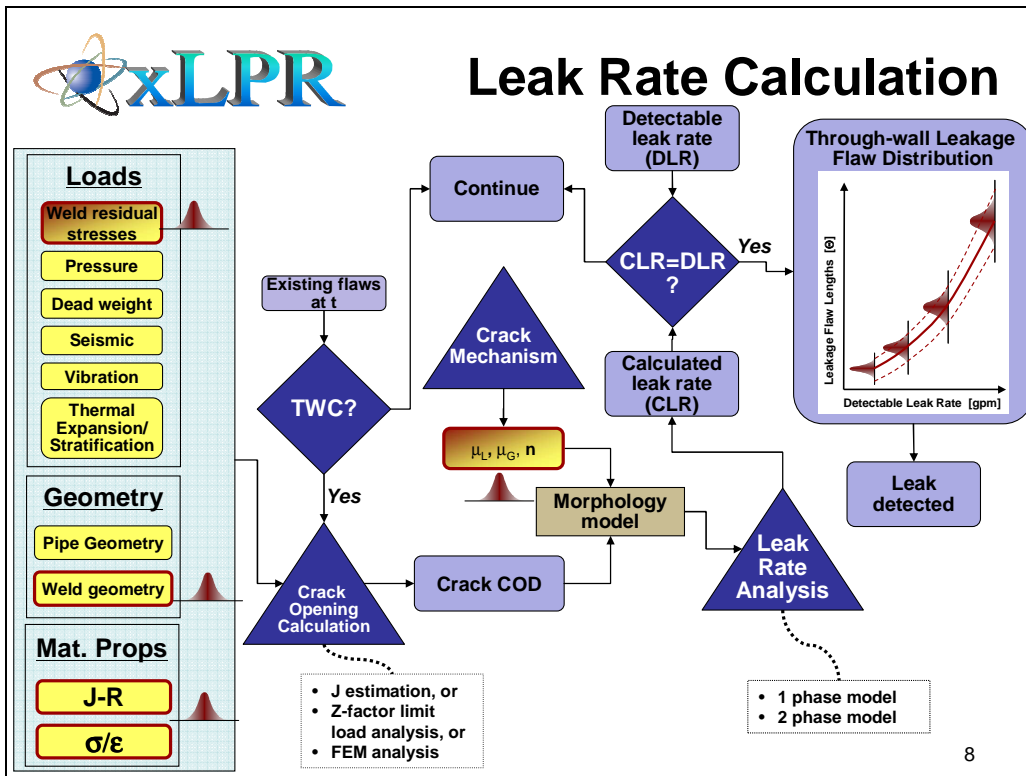 xLPR
Leak Rate Calculation
Loads
Weld residual
stresses
Pressure
Dead weight
Seismic
Vibration
Thermal
Expansion/
Stratification
Geometry
Pipe Geometry
Weld geometry
Mat. Props
J-R
σ/ε
Existing flaws
at t
TWC?
Yes
Crack
Opening
Calculation
• J estimation, or
• Z-factor limit
load analysis, or
• FEM analysis
Continue
Crack
Mechanism
μL, μG, n
Morphology
model
Crack COD
Detectable
leak rate
(DLR)
CLR=DLR
?
Yes
Calculated
leak rate
(CLR)
Leak
Rate
Analysis
• 1 phase model
• 2 phase model
Through-wall Leakage
Flaw Distribution
Leakage Flaw Lengths [Θ]
Detectable Leak Rate [gpm]
Leak
detected
8